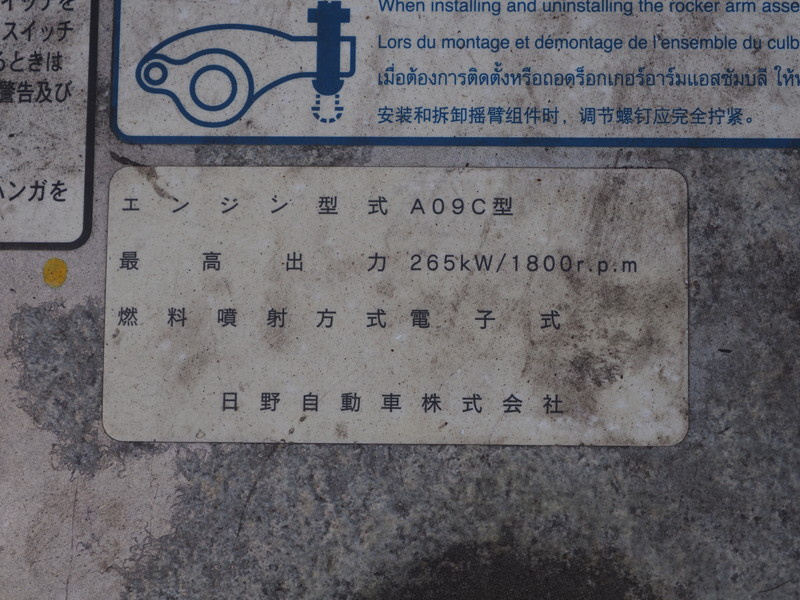 イッチを
スイッチ
るときは
警告及び
ハンガを
When installing and uninstalling the rocker arm asse
Lors du montage et démontage de l'ensemble du culb
เมื่อต้องการติดตั้งหรือถอดร็อกเกอร์อาร์มแอสซัมบลี ให้ห
安装和拆卸摇臂组件时，调节螺钉应完全拧紧。
エンジン型式 A09C型
最高出力 265kW/1800r.p.m
燃料噴射方式 電子式
日野自動車株式会社